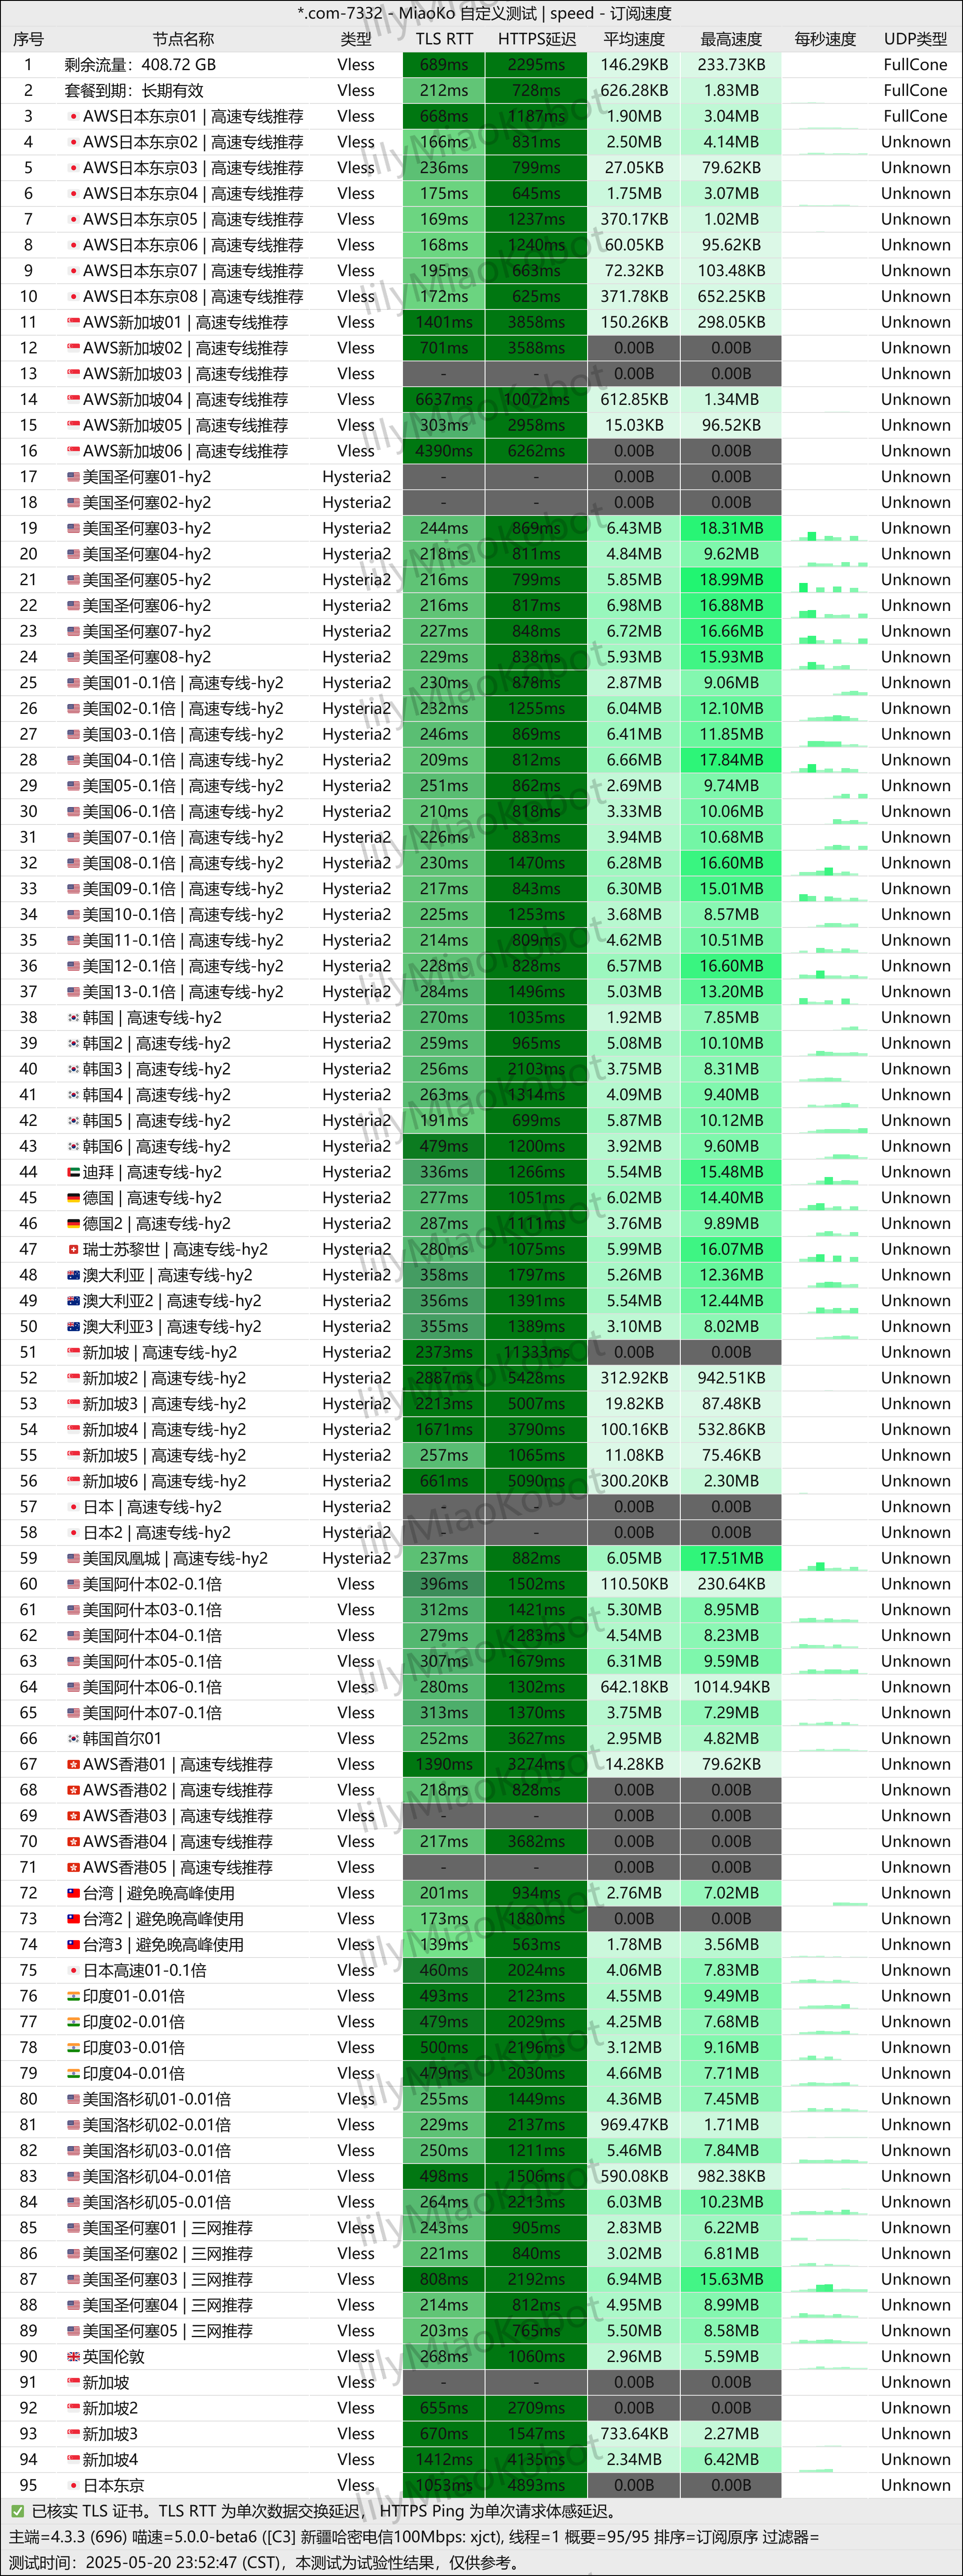 *.com-7332 - MiaoKo 自定义测试 | speed - 订阅速度
序号 节点名称 类型 TLS RTT HTTPS延迟 平均速度 最高速度 每秒速度 UDP类型
1 剩余流量：408.72 GB Vless 689ms 2295ms 146.29KB 233.73KB FullCone
2 套餐到期：长期有效 Vless 212ms 728ms 626.28KB 1.83MB FullCone
3 AWS日本东京01 | 高速专线推荐 Vless 668ms 1187ms 1.90MB 3.04MB FullCone
4 AWS日本东京02 | 高速专线推荐 Vless 166ms 831ms 2.50MB 4.14MB Unknown
5 AWS日本东京03 | 高速专线推荐 Vless 236ms 799ms 27.05KB 79.62KB Unknown
6 AWS日本东京04 | 高速专线推荐 Vless 175ms 645ms 1.75MB 3.07MB Unknown
7 AWS日本东京05 | 高速专线推荐 Vless 169ms 1237ms 370.17KB 1.02MB Unknown
8 AWS日本东京06 | 高速专线推荐 Vless 168ms 1240ms 60.05KB 95.62KB Unknown
9 AWS日本东京07 | 高速专线推荐 Vless 195ms 663ms 72.32KB 103.48KB Unknown
10 AWS日本东京08 | 高速专线推荐 Vless 172ms 625ms 371.78KB 652.25KB Unknown
11 AWS新加坡01 | 高速专线推荐 Vless 1401ms 3858ms 150.26KB 298.05KB Unknown
12 AWS新加坡02 | 高速专线推荐 Vless 701ms 3588ms 0.00B 0.00B Unknown
13 AWS新加坡03 | 高速专线推荐 Vless - - 0.00B 0.00B Unknown
14 AWS新加坡04 | 高速专线推荐 Vless 6637ms 10072ms 612.85KB 1.34MB Unknown
15 AWS新加坡05 | 高速专线推荐 Vless 303ms 2958ms 15.03KB 96.52KB Unknown
16 AWS新加坡06 | 高速专线推荐 Vless 4390ms 6262ms 0.00B 0.00B Unknown
17 美国圣何塞01-hy2 Hysteria2 - - 0.00B 0.00B Unknown
18 美国圣何塞02-hy2 Hysteria2 - - 0.00B 0.00B Unknown
19 美国圣何塞03-hy2 Hysteria2 244ms 869ms 6.43MB 18.31MB Unknown
20 美国圣何塞04-hy2 Hysteria2 218ms 811ms 4.84MB 9.62MB Unknown
21 美国圣何塞05-hy2 Hysteria2 216ms 799ms 5.85MB 18.99MB Unknown
22 美国圣何塞06-hy2 Hysteria2 216ms 817ms 6.98MB 16.88MB Unknown
23 美国圣何塞07-hy2 Hysteria2 227ms 848ms 6.72MB 16.66MB Unknown
24 美国圣何塞08-hy2 Hysteria2 229ms 838ms 5.93MB 15.93MB Unknown
25 美国01-0.1倍 | 高速专线-hy2 Hysteria2 230ms 878ms 2.87MB 9.06MB Unknown
26 美国02-0.1倍 | 高速专线-hy2 Hysteria2 232ms 1255ms 6.04MB 12.10MB Unknown
27 美国03-0.1倍 | 高速专线-hy2 Hysteria2 246ms 869ms 6.41MB 11.85MB Unknown
28 美国04-0.1倍 | 高速专线-hy2 Hysteria2 209ms 812ms 6.66MB 17.84MB Unknown
29 美国05-0.1倍 | 高速专线-hy2 Hysteria2 251ms 862ms 2.69MB 9.74MB Unknown
30 美国06-0.1倍 | 高速专线-hy2 Hysteria2 210ms 818ms 3.33MB 10.06MB Unknown
31 美国07-0.1倍 | 高速专线-hy2 Hysteria2 226ms 883ms 3.94MB 10.68MB Unknown
32 美国08-0.1倍 | 高速专线-hy2 Hysteria2 230ms 1470ms 6.28MB 16.60MB Unknown
33 美国09-0.1倍 | 高速专线-hy2 Hysteria2 217ms 843ms 6.30MB 15.01MB Unknown
34 美国10-0.1倍 | 高速专线-hy2 Hysteria2 225ms 1253ms 3.68MB 8.57MB Unknown
35 美国11-0.1倍 | 高速专线-hy2 Hysteria2 214ms 809ms 4.62MB 10.51MB Unknown
36 美国12-0.1倍 | 高速专线-hy2 Hysteria2 228ms 828ms 6.57MB 16.60MB Unknown
37 美国13-0.1倍 | 高速专线-hy2 Hysteria2 284ms 1496ms 5.03MB 13.20MB Unknown
38 韩国 | 高速专线-hy2 Hysteria2 270ms 1035ms 1.92MB 7.85MB Unknown
39 韩国2 | 高速专线-hy2 Hysteria2 259ms 965ms 5.08MB 10.10MB Unknown
40 韩国3 | 高速专线-hy2 Hysteria2 256ms 2103ms 3.75MB 8.31MB Unknown
41 韩国4 | 高速专线-hy2 Hysteria2 263ms 1314ms 4.09MB 9.40MB Unknown
42 韩国5 | 高速专线-hy2 Hysteria2 191ms 699ms 5.87MB 10.12MB Unknown
43 韩国6 | 高速专线-hy2 Hysteria2 479ms 1200ms 3.92MB 9.60MB Unknown
44 迪拜 | 高速专线-hy2 Hysteria2 336ms 1266ms 5.54MB 15.48MB Unknown
45 德国 | 高速专线-hy2 Hysteria2 277ms 1051ms 6.02MB 14.40MB Unknown
46 德国2 | 高速专线-hy2 Hysteria2 287ms 1111ms 3.76MB 9.89MB Unknown
47 瑞士苏黎世 | 高速专线-hy2 Hysteria2 280ms 1075ms 5.99MB 16.07MB Unknown
48 澳大利亚 | 高速专线-hy2 Hysteria2 358ms 1797ms 5.26MB 12.36MB Unknown
49 澳大利亚2 | 高速专线-hy2 Hysteria2 356ms 1391ms 5.54MB 12.44MB Unknown
50 澳大利亚3 | 高速专线-hy2 Hysteria2 355ms 1389ms 3.10MB 8.02MB Unknown
51 新加坡 | 高速专线-hy2 Hysteria2 2373ms 11333ms 0.00B 0.00B Unknown
52 新加坡2 | 高速专线-hy2 Hysteria2 2887ms 5428ms 312.92KB 942.51KB Unknown
53 新加坡3 | 高速专线-hy2 Hysteria2 2213ms 5007ms 19.82KB 87.48KB Unknown
54 新加坡4 | 高速专线-hy2 Hysteria2 1671ms 3790ms 100.16KB 532.86KB Unknown
55 新加坡5 | 高速专线-hy2 Hysteria2 257ms 1065ms 11.08KB 75.46KB Unknown
56 新加坡6 | 高速专线-hy2 Hysteria2 661ms 5090ms 300.20KB 2.30MB Unknown
57 日本 | 高速专线-hy2 Hysteria2 - - 0.00B 0.00B Unknown
58 日本2 | 高速专线-hy2 Hysteria2 - - 0.00B 0.00B Unknown
59 美国凤凰城 | 高速专线-hy2 Hysteria2 237ms 882ms 6.05MB 17.51MB Unknown
60 美国阿什本02-0.1倍 Vless 396ms 1502ms 110.50KB 230.64KB Unknown
61 美国阿什本03-0.1倍 Vless 312ms 1421ms 5.30MB 8.95MB Unknown
62 美国阿什本04-0.1倍 Vless 279ms 1283ms 4.54MB 8.23MB Unknown
63 美国阿什本05-0.1倍 Vless 307ms 1679ms 6.31MB 9.59MB Unknown
64 美国阿什本06-0.1倍 Vless 280ms 1302ms 642.18KB 1014.94KB Unknown
65 美国阿什本07-0.1倍 Vless 313ms 1370ms 3.75MB 7.29MB Unknown
66 韩国首尔01 Vless 252ms 3627ms 2.95MB 4.82MB Unknown
67 AWS香港01 | 高速专线推荐 Vless 1390ms 3274ms 14.28KB 79.62KB Unknown
68 AWS香港02 | 高速专线推荐 Vless 218ms 828ms 0.00B 0.00B Unknown
69 AWS香港03 | 高速专线推荐 Vless - - 0.00B 0.00B Unknown
70 AWS香港04 | 高速专线推荐 Vless 217ms 3682ms 0.00B 0.00B Unknown
71 AWS香港05 | 高速专线推荐 Vless - - 0.00B 0.00B Unknown
72 台湾 | 避免晚高峰使用 Vless 201ms 934ms 2.76MB 7.02MB Unknown
73 台湾2 | 避免晚高峰使用 Vless 173ms 1880ms 0.00B 0.00B Unknown
74 台湾3 | 避免晚高峰使用 Vless 139ms 563ms 1.78MB 3.56MB Unknown
75 日本高速01-0.1倍 Vless 460ms 2024ms 4.06MB 7.83MB Unknown
76 印度01-0.01倍 Vless 493ms 2123ms 4.55MB 9.49MB Unknown
77 印度02-0.01倍 Vless 479ms 2029ms 4.25MB 7.68MB Unknown
78 印度03-0.01倍 Vless 500ms 2196ms 3.12MB 9.16MB Unknown
79 印度04-0.01倍 Vless 479ms 2030ms 4.66MB 7.71MB Unknown
80 美国洛杉矶01-0.01倍 Vless 255ms 1449ms 4.36MB 7.45MB Unknown
81 美国洛杉矶02-0.01倍 Vless 229ms 2137ms 969.47KB 1.71MB Unknown
82 美国洛杉矶03-0.01倍 Vless 250ms 1211ms 5.46MB 7.84MB Unknown
83 美国洛杉矶04-0.01倍 Vless 498ms 1506ms 590.08KB 982.38KB Unknown
84 美国洛杉矶05-0.01倍 Vless 264ms 2213ms 6.03MB 10.23MB Unknown
85 美国圣何塞01 | 三网推荐 Vless 243ms 905ms 2.83MB 6.22MB Unknown
86 美国圣何塞02 | 三网推荐 Vless 221ms 840ms 3.02MB 6.81MB Unknown
87 美国圣何塞03 | 三网推荐 Vless 808ms 2192ms 6.94MB 15.63MB Unknown
88 美国圣何塞04 | 三网推荐 Vless 214ms 812ms 4.95MB 8.99MB Unknown
89 美国圣何塞05 | 三网推荐 Vless 203ms 765ms 5.50MB 8.58MB Unknown
90 英国伦敦 Vless 268ms 1060ms 2.96MB 5.59MB Unknown
91 新加坡 Vless - - 0.00B 0.00B Unknown
92 新加坡2 Vless 655ms 2709ms 0.00B 0.00B Unknown
93 新加坡3 Vless 670ms 1547ms 733.64KB 2.27MB Unknown
94 新加坡4 Vless 1412ms 4135ms 2.34MB 6.42MB Unknown
95 日本东京 Vless 1053ms 4893ms 0.00B 0.00B Unknown
✅ 已核实 TLS 证书。TLS RTT 为单次数据交换延迟， HTTPS Ping 为单次请求体感延迟。
主端=4.3.3 (696) 喵速=5.0.0-beta6 ([C3] 新疆哈密电信100Mbps: xjct), 线程=1 概要=95/95 排序=订阅原序 过滤器=
测试时间：2025-05-20 23:52:47 (CST)，本测试为试验性结果，仅供参考。